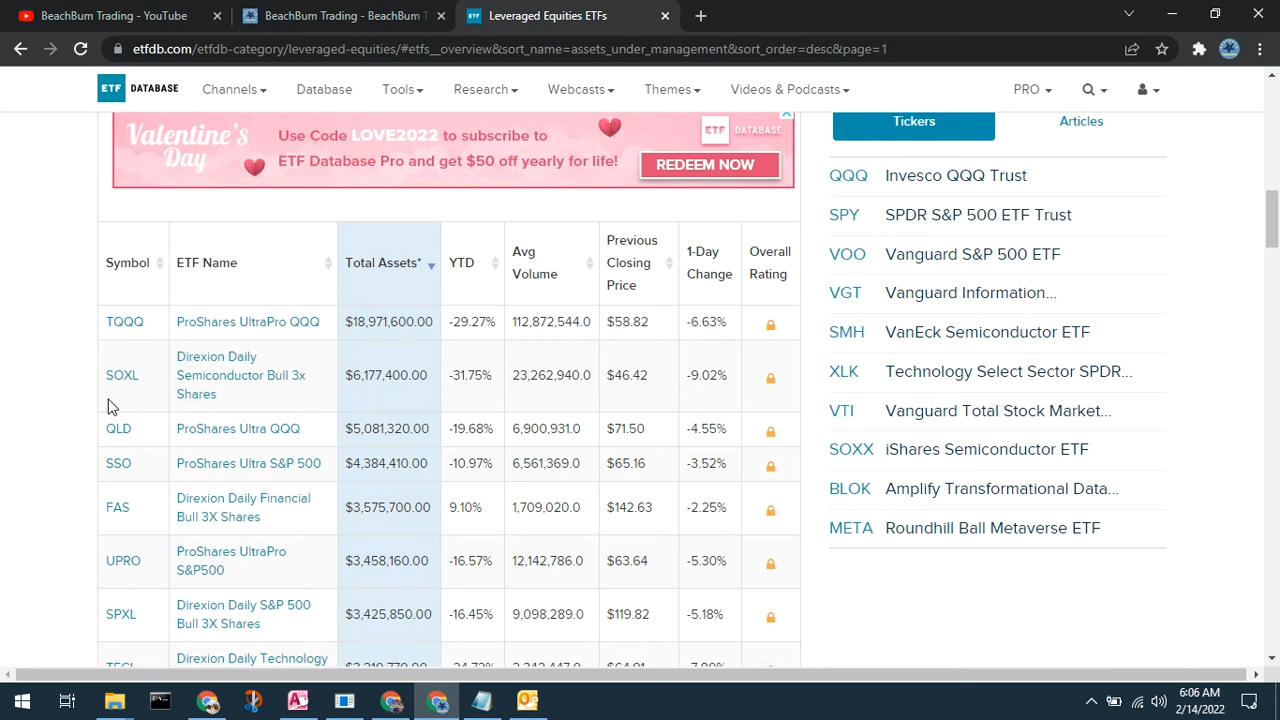 BeachBum Trading - YouTube
BeachBum Trading - BeachBum T
Leveraged Equities ETFs
etfdb.com/etfdb-category/leveraged-equities/#etfs__overview&sort_name=assets_under_management&sort_order=desc&page=1
ETF DATABASE
Channels
Database
Tools
Research
Webcasts
Themes
Videos & Podcasts
PRO
Valentine's Day
Use Code LOVE2022 to subscribe to
ETF Database Pro and get $50 off yearly for life!
ETF DATABASE
REDEEM NOW
Tickers Articles
QQQ Invesco QQQ Trust
SPY SPDR S&P 500 ETF Trust
VOO Vanguard S&P 500 ETF
VGT Vanguard Information...
SMH VanEck Semiconductor ETF
XLK Technology Select Sector SPDR...
VTI Vanguard Total Stock Market...
SOXX iShares Semiconductor ETF
BLOK Amplify Transformational Data...
META Roundhill Ball Metaverse ETF
Symbol
ETF Name
Total Assets*
YTD
Avg
Volume
Previous
Closing
Price
1-Day
Change
Overall
Rating
TQQQ ProShares UltraPro QQQ $18,971,600.00 -29.27% 112,872,544.0 $58.82 -6.63%
SOXL
Direxion Daily
Semiconductor Bull 3x
Shares
$6,177,400.00 -31.75% 23,262,940.0 $46.42 -9.02%
QLD ProShares Ultra QQQ $5,081,320.00 -19.68% 6,900,931.0 $71.50 -4.55%
SSO ProShares Ultra S&P 500 $4,384,410.00 -10.97% 6,561,369.0 $65.16 -3.52%
FAS
Direxion Daily Financial
Bull 3X Shares
$3,575,700.00 9.10% 1,709,020.0 $142.63 -2.25%
UPRO
ProShares UltraPro
S&P500
$3,458,160.00 -16.57% 12,142,786.0 $63.64 -5.30%
SPXL
Direxion Daily S&P 500
Bull 3X Shares
$3,425,850.00 -16.45% 9,098,289.0 $119.82 -5.18%
Direxion Daily Technology
6:06 AM
2/14/2022